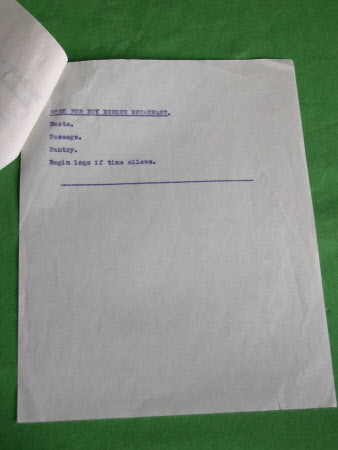 WORK FOR BOY BEFORE BREAKFAST.
Boots.
Passage.
Pantry.
Begin logs if time allows.